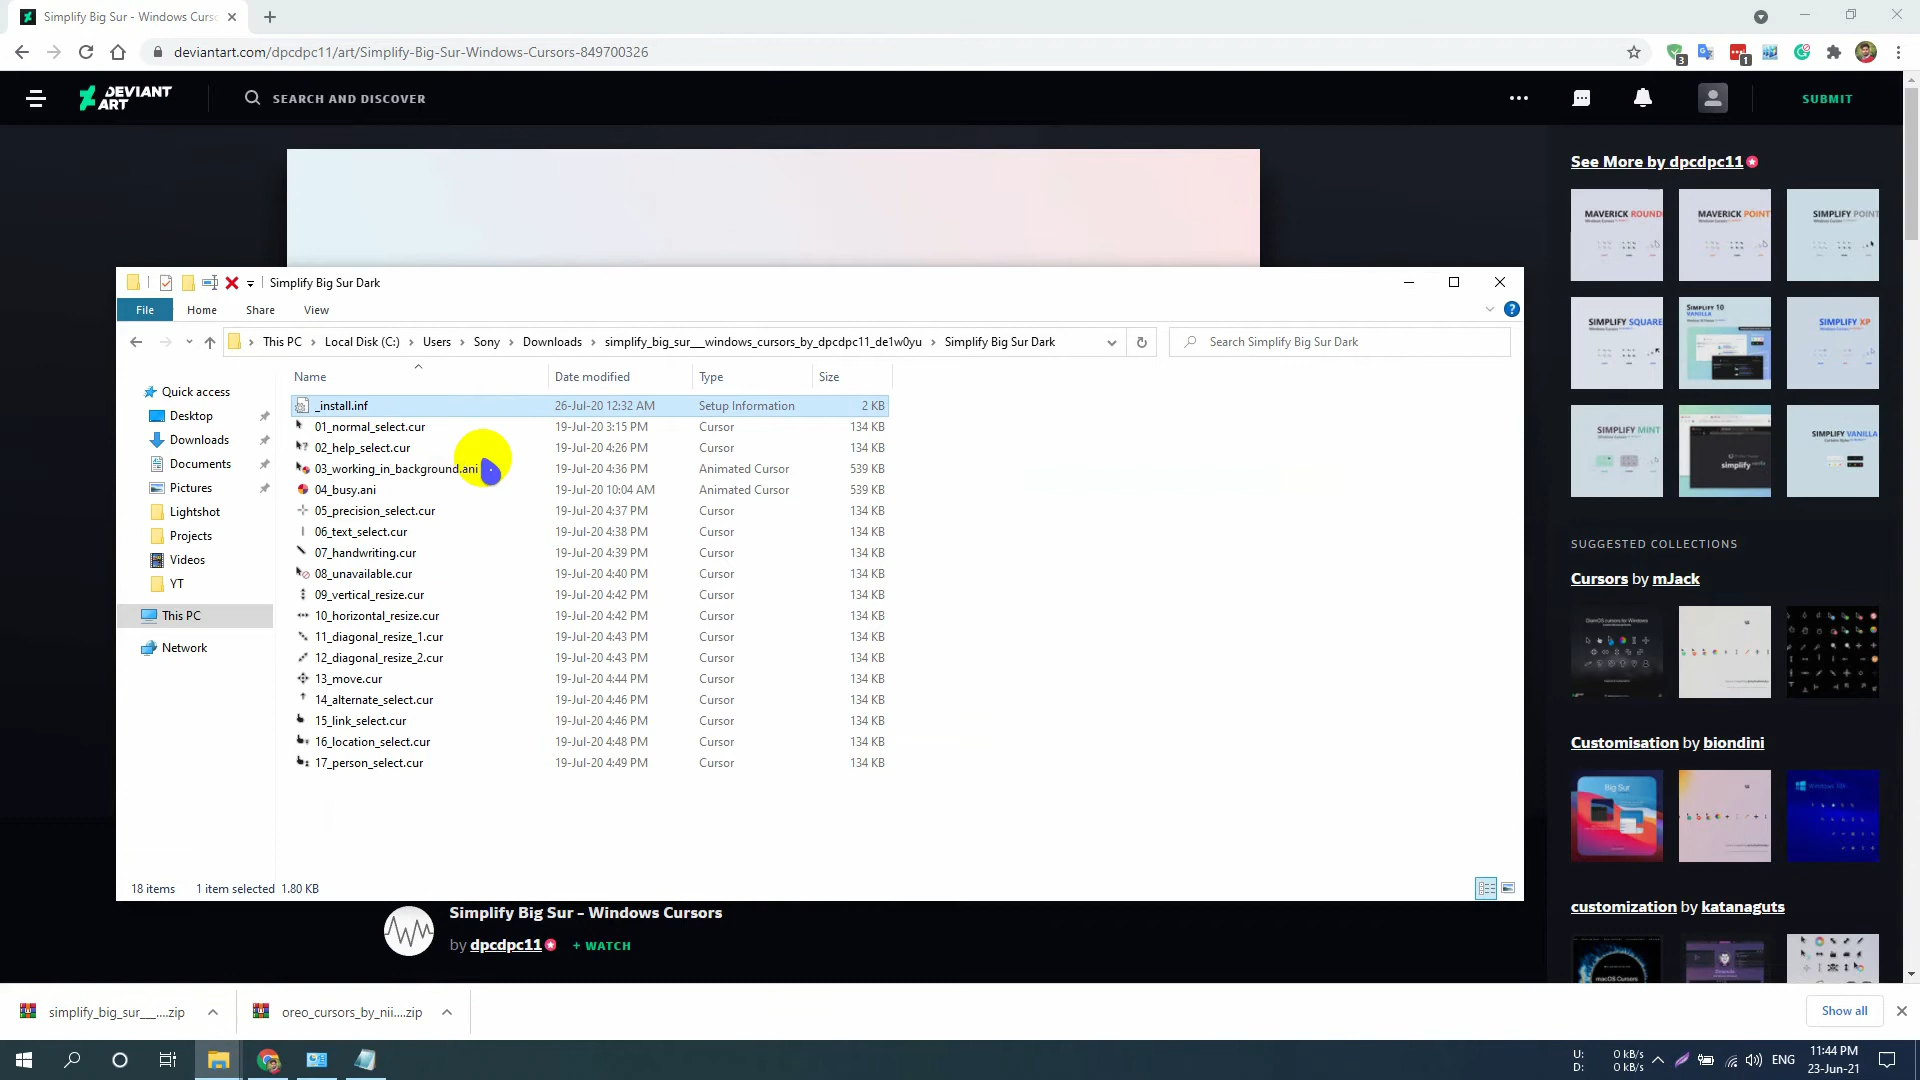 Simplify Big Sur - Windows Curso
deviantart.com/dpcdpc11/art/Simplify-Big-Sur-Windows-Cursors-849700326
3
1
DEVIANT ART
SEARCH AND DISCOVER
SUBMIT
See More by dpcdpc11
MAVERICK ROUND
MAVERICK POINT
SIMPLIFY POIN
SIMPLIFY SQUARE
SIMPLIFY 10
VANILLA
SIMPLIFY XP
SIMPLIFY MINT
simplify
SIMPLIFY VANILLA
SUGGESTED COLLECTIONS
Cursors by mJack
Customisation by biondini
Big Sur
customization by katanaguts
Simplify Big Sur Dark
File
Home
Share
View
This PC
Local Disk (C:)
Users
Sony
Downloads
simplify_big_sur___windows_cursors_by_dpcdpc11_de1w0yu
Simplify Big Sur Dark
Search Simplify Big Sur Dark
Quick access
Desktop
Downloads
Documents
Pictures
Lightshot
Projects
Videos
YT
This PC
Network
Name Date modified Type Size
_install.inf 26-Jul-20 12:32 AM Setup Information 2 KB
01_normal_select.cur 19-Jul-20 3:15 PM Cursor 134 KB
02_help_select.cur 19-Jul-20 4:26 PM Cursor 134 KB
03_working_in_background.ani 19-Jul-20 4:36 PM Animated Cursor 539 KB
04_busy.ani 19-Jul-20 10:04 AM Animated Cursor 539 KB
05_precision_select.cur 19-Jul-20 4:37 PM Cursor 134 KB
06_text_select.cur 19-Jul-20 4:38 PM Cursor 134 KB
07_handwriting.cur 19-Jul-20 4:39 PM Cursor 134 KB
08_unavailable.cur 19-Jul-20 4:40 PM Cursor 134 KB
09_vertical_resize.cur 19-Jul-20 4:42 PM Cursor 134 KB
10_horizontal_resize.cur 19-Jul-20 4:42 PM Cursor 134 KB
11_diagonal_resize_1.cur 19-Jul-20 4:43 PM Cursor 134 KB
12_diagonal_resize_2.cur 19-Jul-20 4:43 PM Cursor 134 KB
13_move.cur 19-Jul-20 4:44 PM Cursor 134 KB
14_alternate_select.cur 19-Jul-20 4:46 PM Cursor 134 KB
15_link_select.cur 19-Jul-20 4:46 PM Cursor 134 KB
16_location_select.cur 19-Jul-20 4:48 PM Cursor 134 KB
17_person_select.cur 19-Jul-20 4:49 PM Cursor 134 KB
18 items 1 item selected 1.80 KB
Simplify Big Sur - Windows Cursors
by dpcdpc11 + WATCH
simplify_big_sur___....zip
oreo_cursors_by_nii....zip
Show all
U: 0 kB/s
D: 0 kB/s
ENG
11:44 PM
23-Jun-21